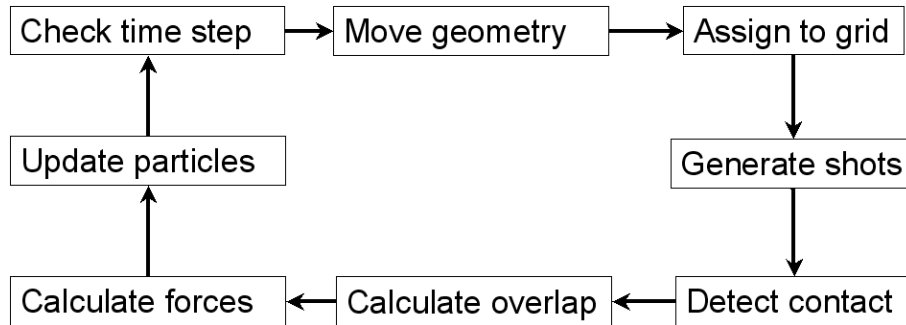 Check time step
Move geometry
Assign to grid
Generate shots
Detect contact
Calculate overlap
Calculate forces
Update particles